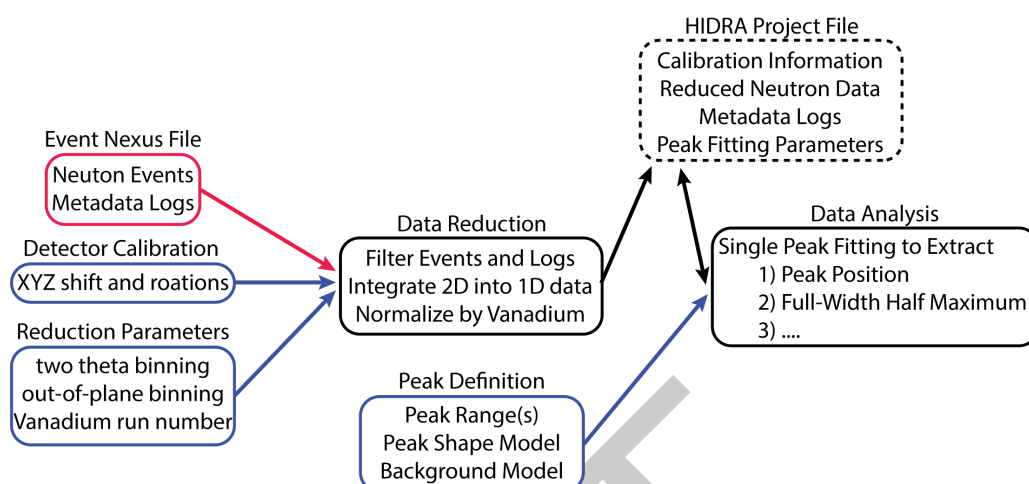 HIDRA Project File
Calibration Information
Reduced Neutron Data
Metadata Logs
Peak Fitting Parameters
Event Nexus File
Neuton Events
Metadata Logs
Detector Calibration
XYZ shift and roations
Reduction Parameters
two theta binning
out-of-plane binning
Vanadium run number
Data Reduction
Filter Events and Logs
Integrate 2D into 1D data
Normalize by Vanadium
Data Analysis
Single Peak Fitting to Extract
1) Peak Position
2) Full-Width Half Maximum
3) ....
Peak Definition
Peak Range(s)
Peak Shape Model
Background Model